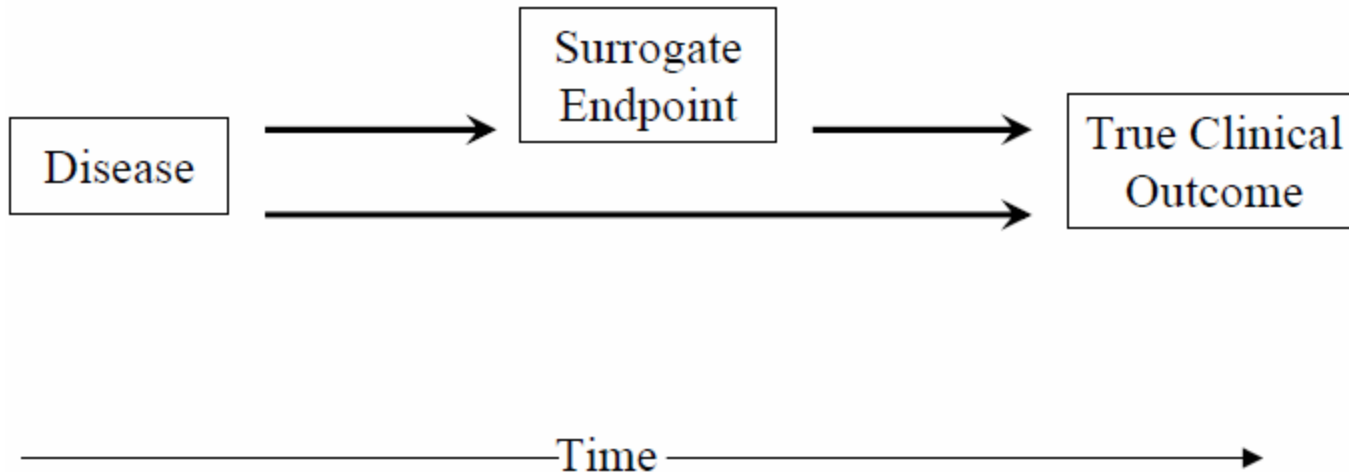 Surrogate
Endpoint
Disease
True Clinical
Outcome
Time